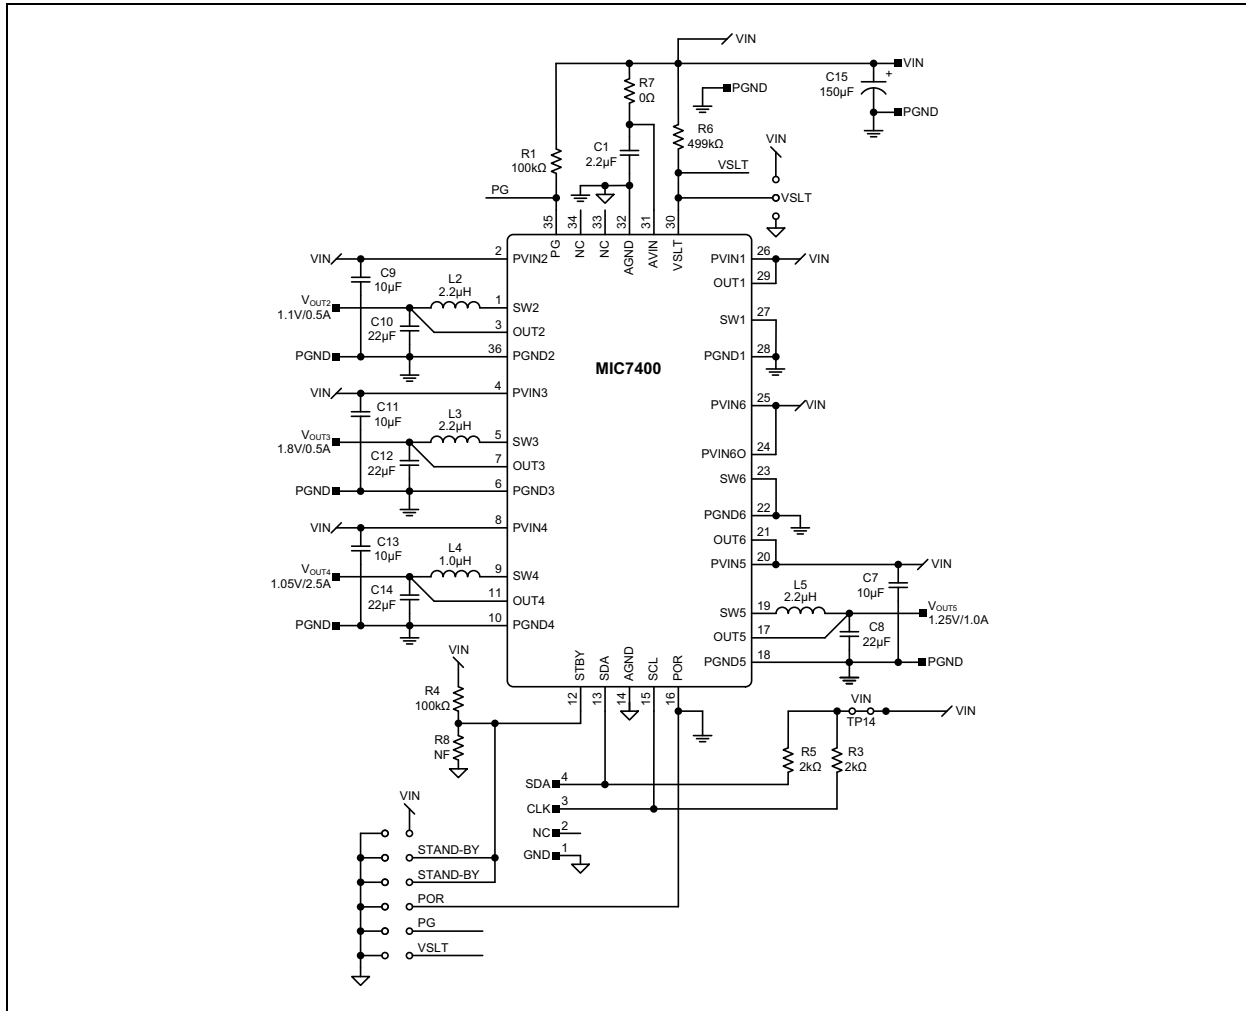 VIN
VIN
R7
0Ω
PGND
C15
150µF
+
PGND
R6
499kΩ
VIN
R1
100kΩ
C1
2.2µF
VSLT
VSLT
PG
35
34
33
32
31
30
PG
NC
NC
AGND
AVIN
VSLT
VIN
2
PVIN2
C9
10µF
L2
2.2µH
VOUT2
1.1V/0.5A
1
SW2
C10
22µF
3
OUT2
PGND
36
PGND2
VIN
4
PVIN3
C11
10µF
L3
2.2µH
VOUT3
1.8V/0.5A
5
SW3
C12
22µF
7
OUT3
PGND
6
PGND3
VIN
8
PVIN4
C13
10µF
L4
1.0µH
VOUT4
1.05V/2.5A
9
SW4
C14
22µF
11
OUT4
PGND
10
PGND4
MIC7400
PVIN1
26
VIN
OUT1
29
SW1
27
PGND1
28
PVIN6
25
VIN
PVIN6O
24
SW6
23
PGND6
22
OUT6
21
PVIN5
20
VIN
L5
2.2µH
C7
10µF
SW5
19
VOUT5
1.25V/1.0A
OUT5
17
C8
22µF
PGND5
18
PGND
STBY
SDA
AGND
SCL
POR
12
13
14
15
16
VIN
R4
100kΩ
R8
NF
VIN
TP14
VIN
R5
2kΩ
R3
2kΩ
SDA
4
CLK
3
NC
2
GND
1
VIN
STAND-BY
STAND-BY
POR
PG
VSLT